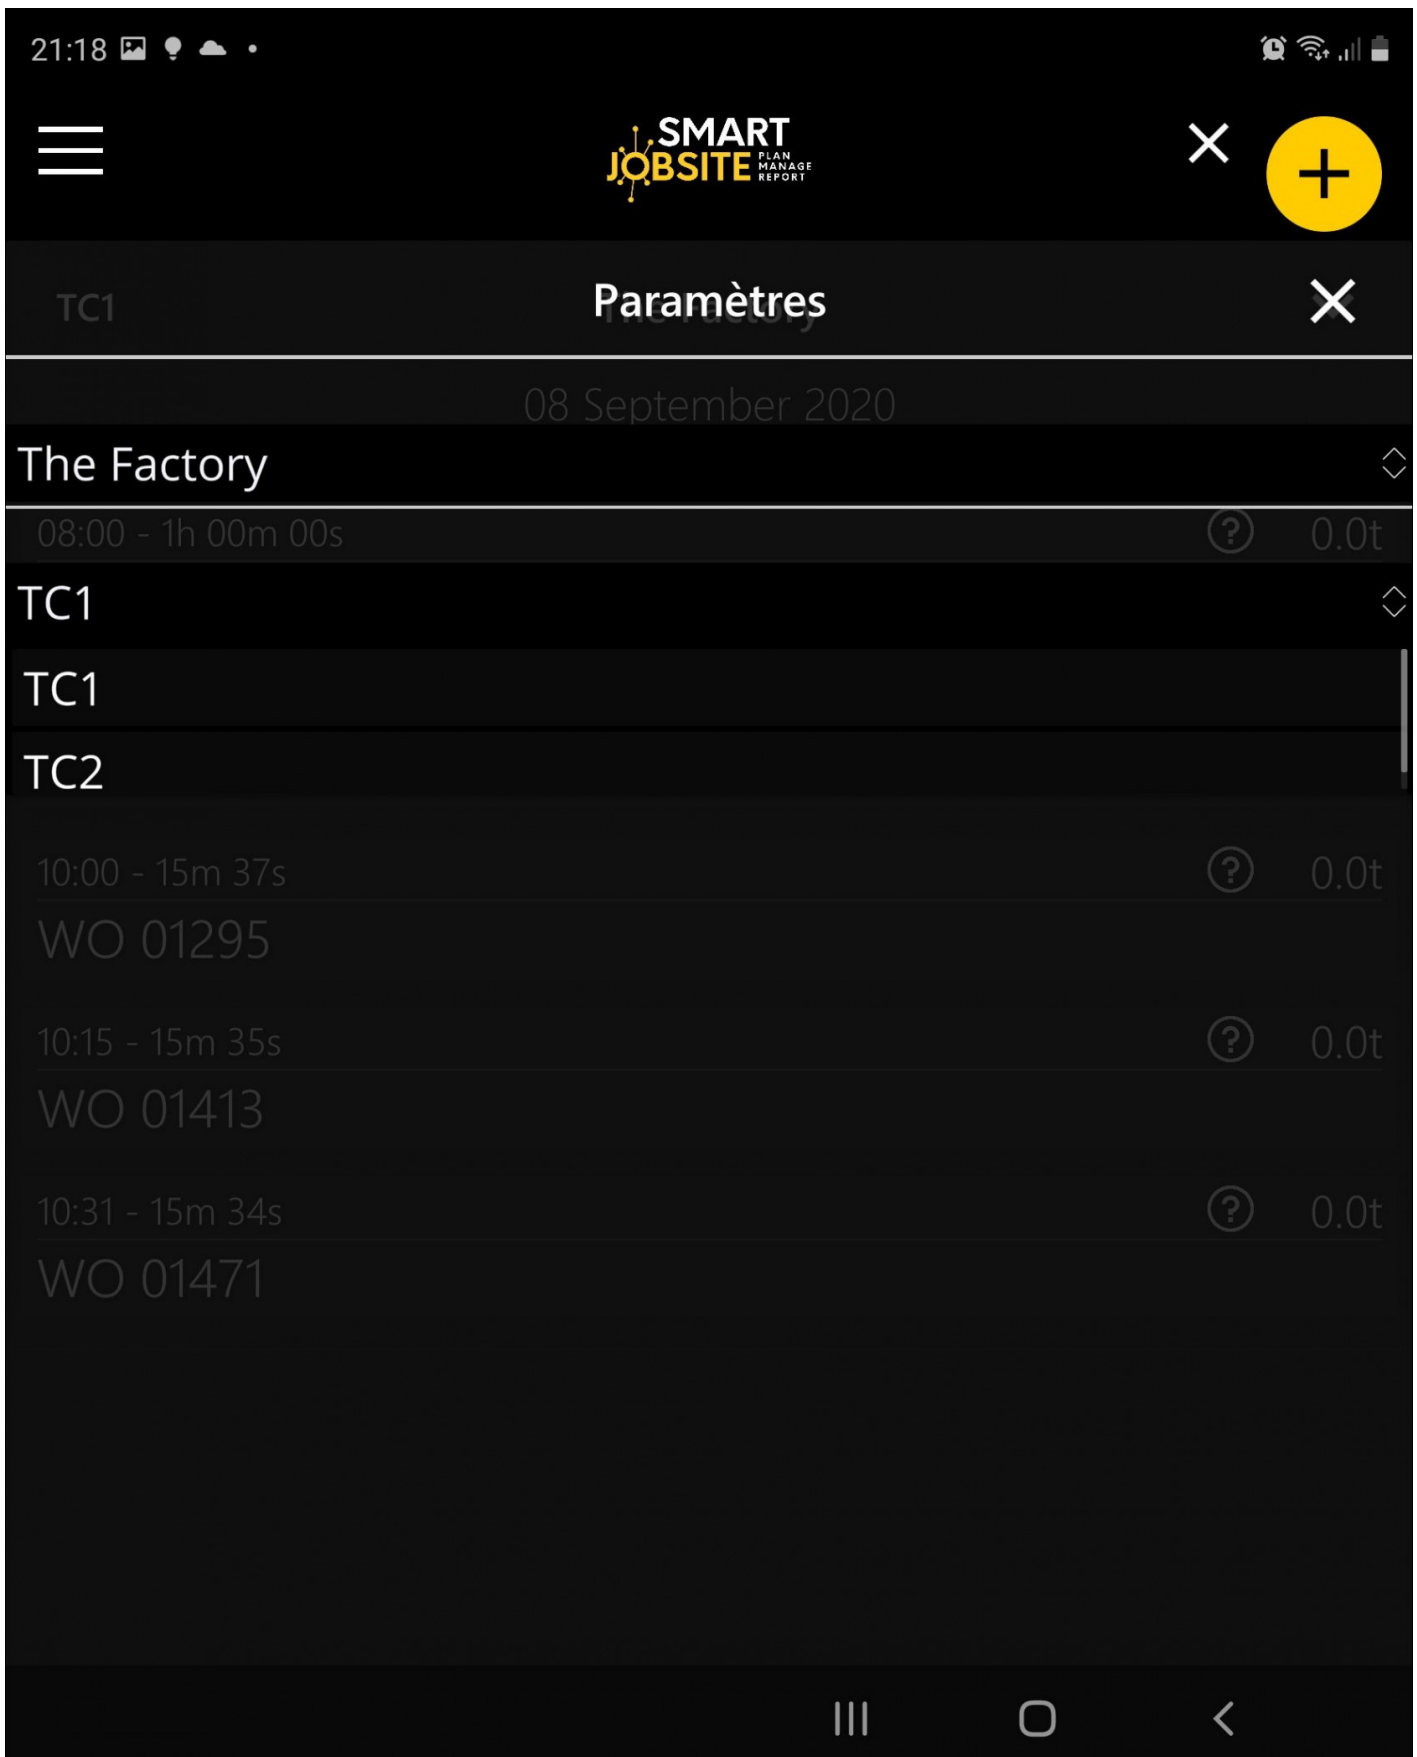 21:18
SMART
JOBSITE PLAN MANAGE REPORT
TC1
Paramètres
The Factory
08 September 2020
The Factory
08:00 - 1h 00m 00s
0.0t
TC1
TC1
TC2
10:00 - 15m 37s
0.0t
WO 01295
10:15 - 15m 35s
0.0t
WO 01413
10:31 - 15m 34s
0.0t
WO 01471